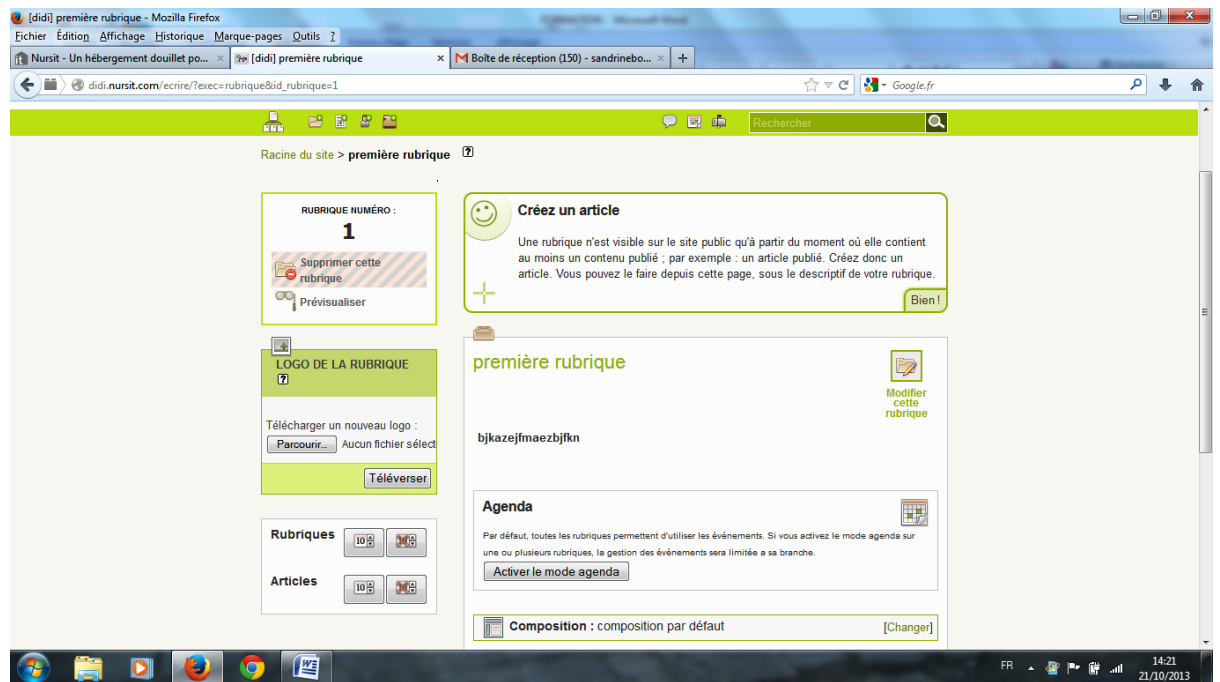 [didi] première rubrique - Mozilla Firefox
Fichier Édition Affichage Historique Marque-pages Outils ?
Nursit - Un hébergement douillet po... ×
[didi] première rubrique ×
Boîte de réception (150) - sandrinebo... × +
didi.nursit.com/ecrire/?exec=rubrique&id_rubrique=1
Google.fr
Rechercher
Racine du site > première rubrique ?
RUBRIQUE NUMÉRO :
1
Supprimer cette
rubrique
Prévisualiser
LOGO DE LA RUBRIQUE
?
Télécharger un nouveau logo :
Parcourir... Aucun fichier sélect
Téléverser
Rubriques 10
Articles 10
Créez un article
Une rubrique n'est visible sur le site public qu'à partir du moment où elle contient
au moins un contenu publié ; par exemple : un article publié. Créez donc un
article. Vous pouvez le faire depuis cette page, sous le descriptif de votre rubrique.
Bien !
première rubrique
Modifier
cette
rubrique
bjkazejfmaezbjfkn
Agenda
Par défaut, toutes les rubriques permettent d'utiliser les événements. Si vous activez le mode agenda sur
une ou plusieurs rubriques, la gestion des événements sera limitée a sa branche.
Activer le mode agenda
Composition : composition par défaut [Changer]
FR
14:21
21/10/2013